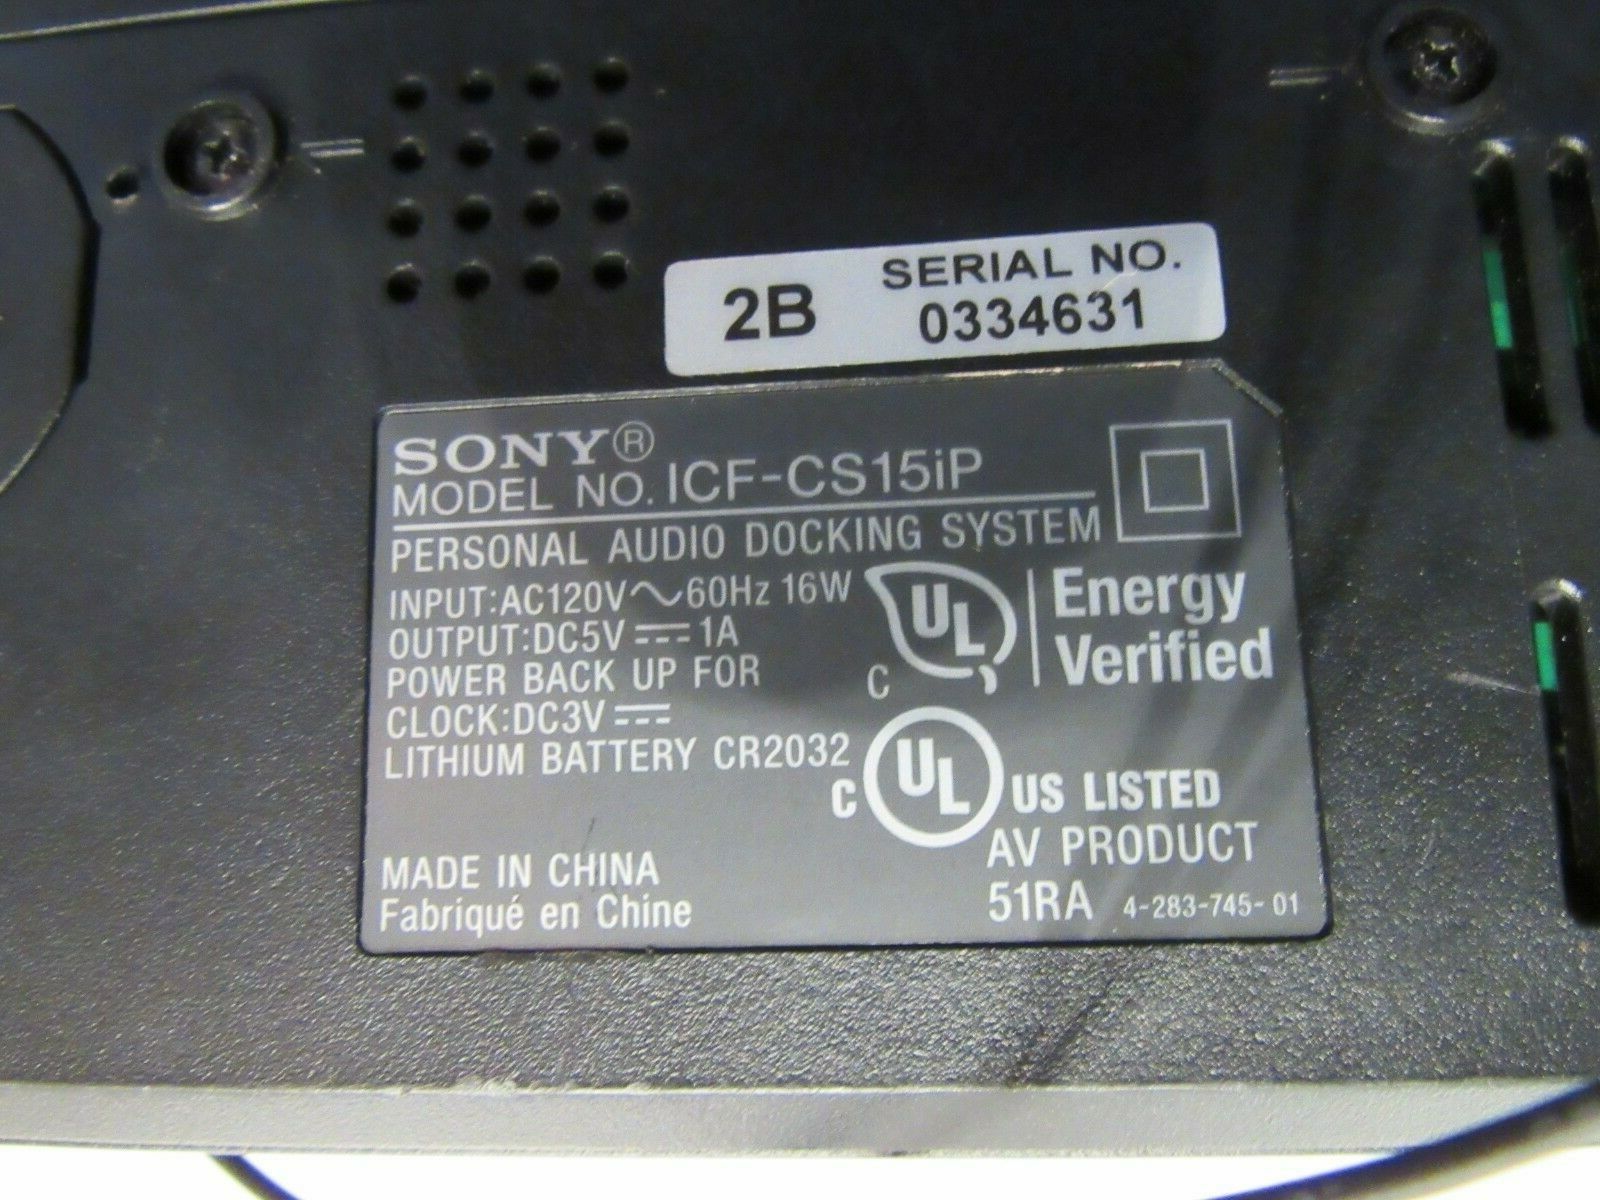 2B SERIAL NO.
0334631
SONY®
MODEL NO. ICF-CS15iP
PERSONAL AUDIO DOCKING SYSTEM
INPUT:AC120V～60Hz 16W
OUTPUT:DC5V⎓1A
POWER BACK UP FOR
CLOCK:DC3V⎓
LITHIUM BATTERY CR2032
C UL Energy
Verified
C UL US LISTED
AV PRODUCT
51RA 4-283-745-01
MADE IN CHINA
Fabriqué en Chine